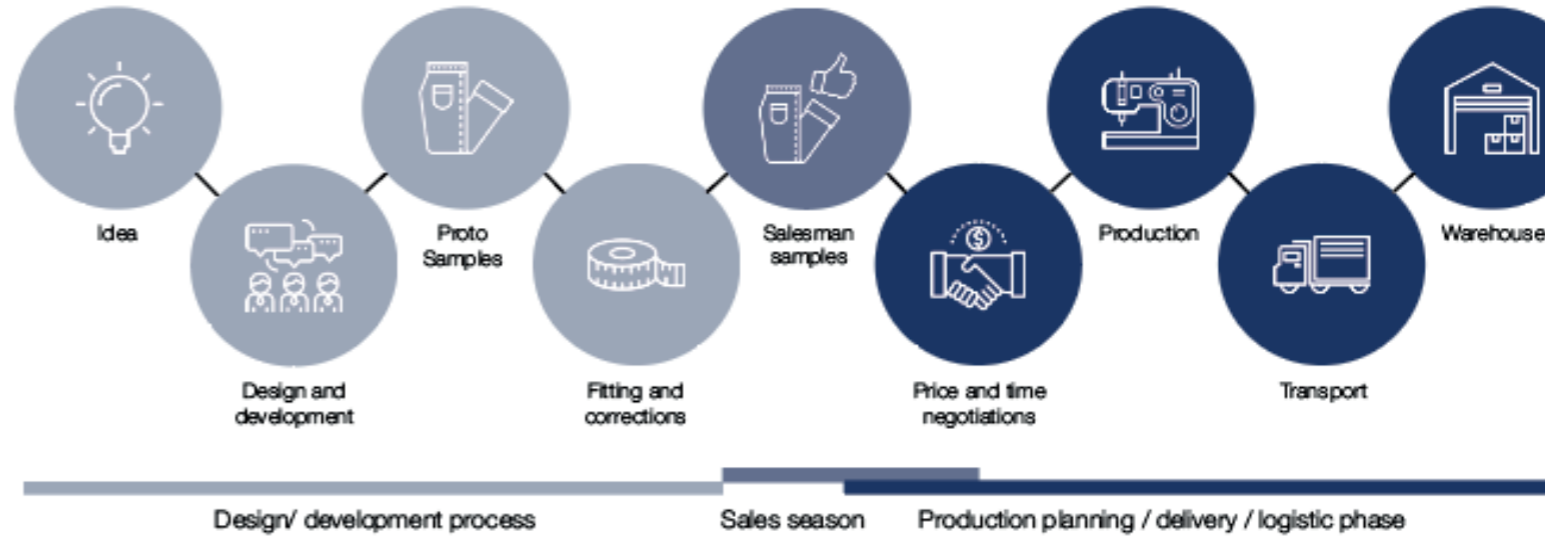 Idea
Design and
development
Proto
Samples
Fitting and
corrections
Salesman
samples
Price and time
negotiations
Production
Transport
Warehouse
Design/ development process
Sales season
Production planning / delivery / logistic phase